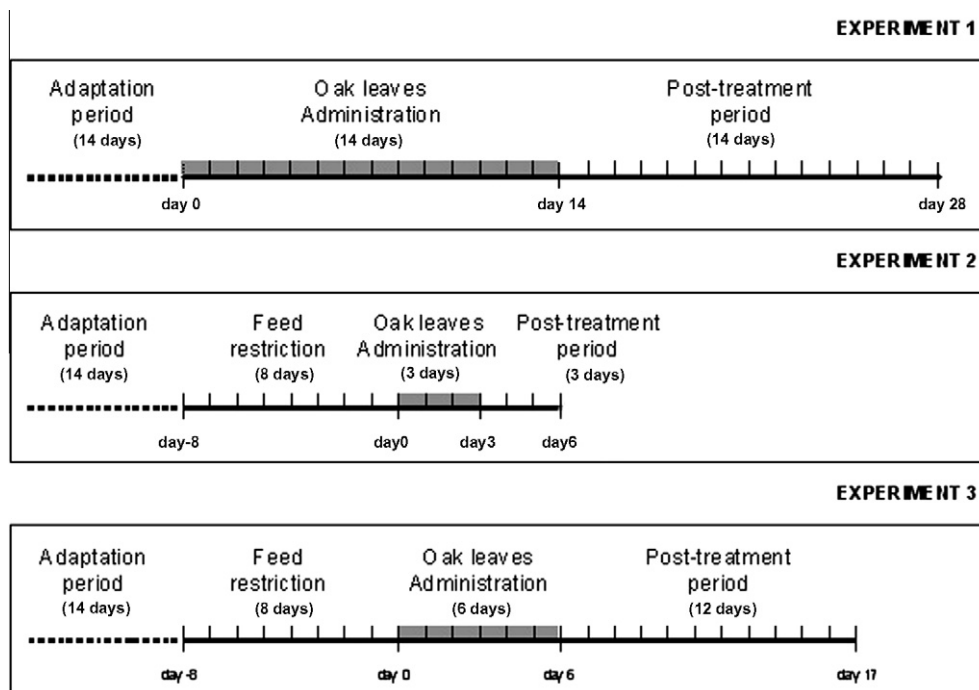 EXPERIMENT 1
Adaptation period (14 days)
Oak leaves Administration (14 days)
Post-treatment period (14 days)
day 0
day 14
day 28
EXPERIMENT 2
Adaptation period (14 days)
Feed restriction (8 days)
Oak leaves Administration (3 days)
Post-treatment period (3 days)
day-8
day0
day3
day6
EXPERIMENT 3
Adaptation period (14 days)
Feed restriction (8 days)
Oak leaves Administration (6 days)
Post-treatment period (12 days)
day -8
day 0
day 6
day 17